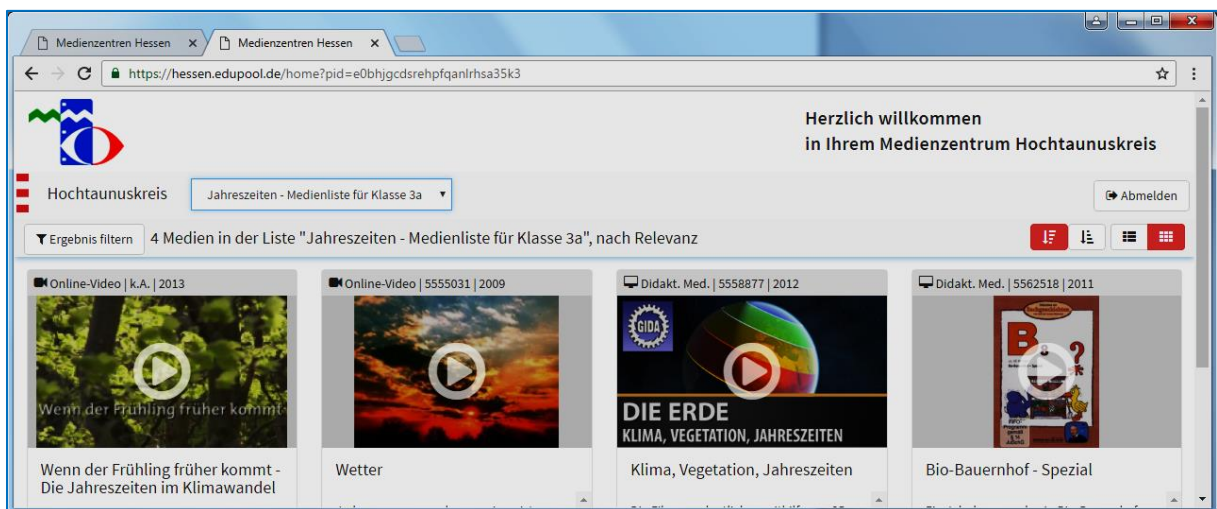 Medienzentren Hessen
Medienzentren Hessen
https://hessen.edupool.de/home?pid=e0bhjgcdsrehpfqanlrhsa35k3
Herzlich willkommen
in Ihrem Medienzentrum Hochtaunuskreis
Hochtaunuskreis
Jahreszeiten - Medienliste für Klasse 3a
Abmelden
Ergebnis filtern
4 Medien in der Liste "Jahreszeiten - Medienliste für Klasse 3a", nach Relevanz
Online-Video | k.A. | 2013
Wenn der Frühling früher kommt
Wenn der Frühling früher kommt -
Die Jahreszeiten im Klimawandel
Online-Video | 5555031 | 2009
Wetter
Didakt. Med. | 5558877 | 2012
GIDA
DIE ERDE
KLIMA, VEGETATION, JAHRESZEITEN
Klima, Vegetation, Jahreszeiten
Didakt. Med. | 5562518 | 2011
Bio-Bauernhof - Spezial